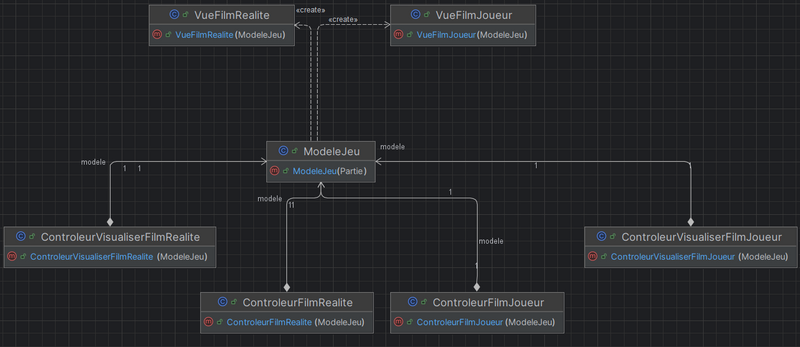 VueFilmRealite
VueFilmRealite(ModeleJeu)
«create»
«create»
VueFilmJoueur
VueFilmJoueur(ModeleJeu)
ModeleJeu
ModeleJeu(Partie)
modele
1 1
modele
1
1
modele
11
1
modele
1
ControleurVisualiserFilmRealite
ControleurVisualiserFilmRealite (ModeleJeu)
ControleurVisualiserFilmJoueur
ControleurVisualiserFilmJoueur (ModeleJeu)
ControleurFilmRealite
ControleurFilmRealite (ModeleJeu)
ControleurFilmJoueur
ControleurFilmJoueur (ModeleJeu)